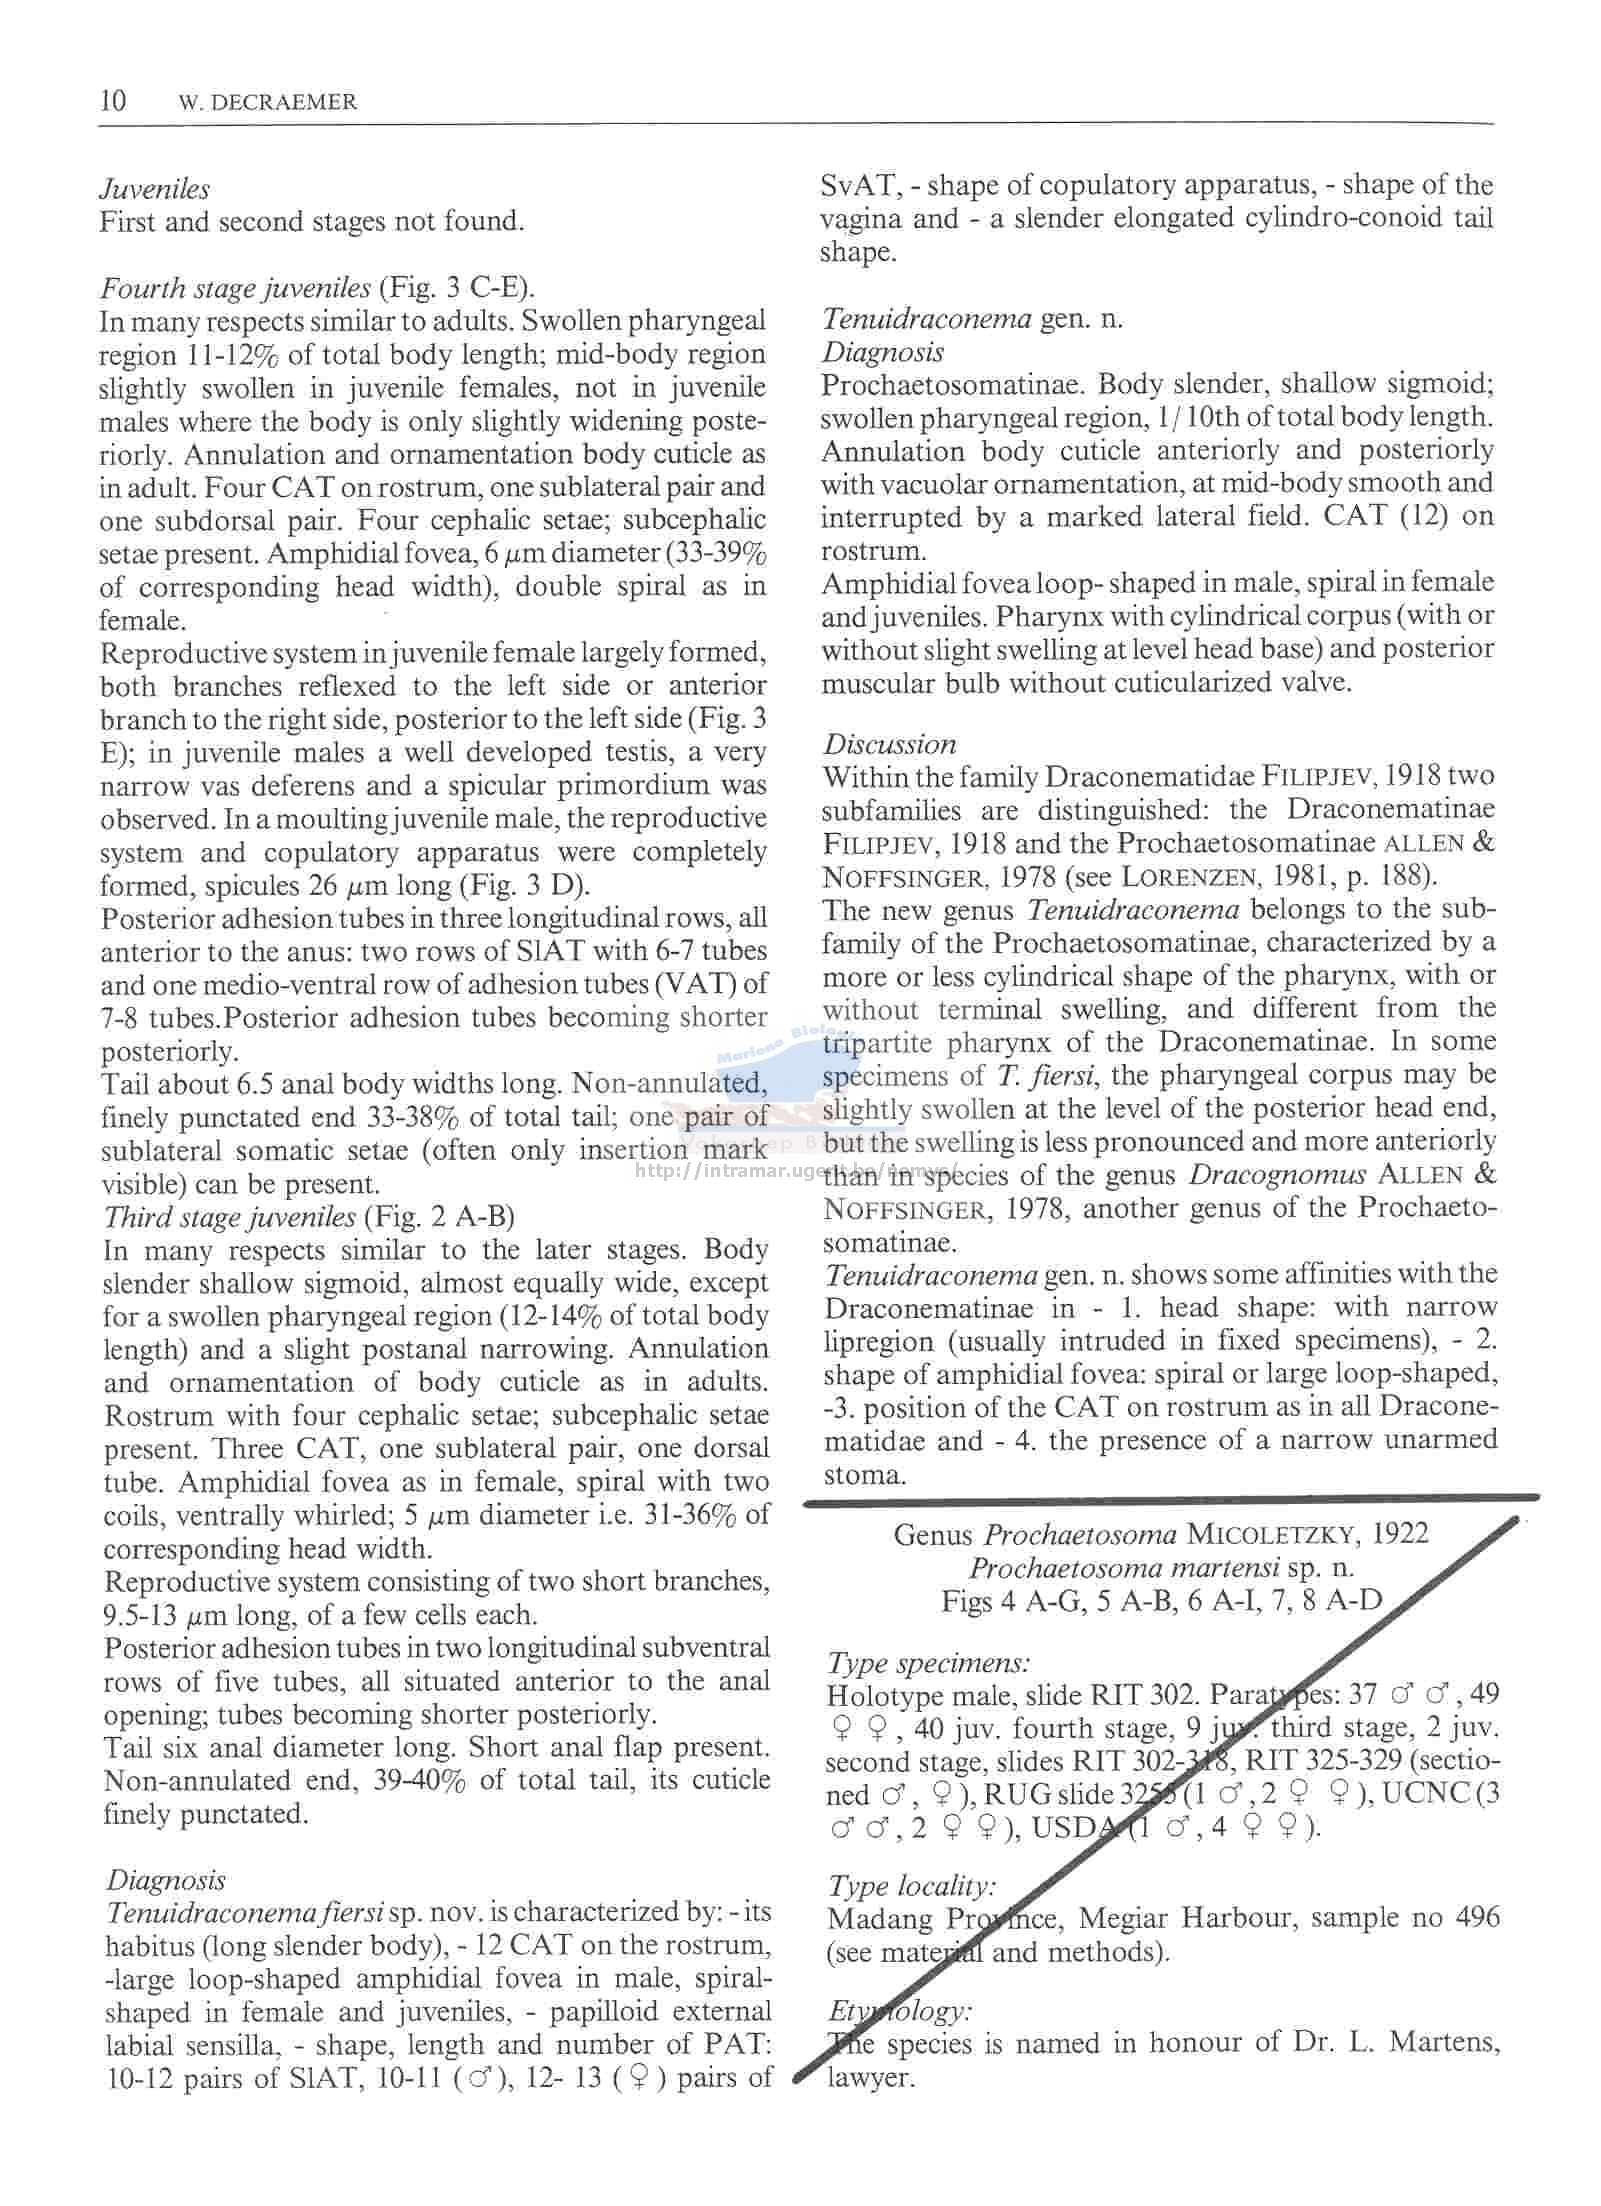 10 W. DECRAEMER
Juveniles
First and second stages not found.
Fourth stage juveniles (Fig. 3 C-E).
In many respects similar to adults. Swollen pharyngeal
region 11-12% of total body length; mid-body region
slightly swollen in juvenile females, not in juvenile
males where the body is only slightly widening poste-
riorly. Annulation and ornamentation body cuticle as
in adult. Four CAT on rostrum, one sublateral pair and
one subdorsal pair. Four cephalic setae; subcephalic
setae present. Amphidial fovea, 6 µm diameter (33-39%
of corresponding head width), double spiral as in
female.
Reproductive system in juvenile female largely formed,
both branches reflexed to the left side or anterior
branch to the right side, posterior to the left side (Fig. 3
E); in juvenile males a well developed testis, a very
narrow vas deferens and a spicular primordium was
observed. In a moulting juvenile male, the reproductive
system and copulatory apparatus were completely
formed, spicules 26 µm long (Fig. 3 D).
Posterior adhesion tubes in three longitudinal rows, all
anterior to the anus: two rows of SlAT with 6-7 tubes
and one medio-ventral row of adhesion tubes (VAT) of
7-8 tubes.Posterior adhesion tubes becoming shorter
posteriorly.
Tail about 6.5 anal body widths long. Non-annulated,
finely punctated end 33-38% of total tail; one pair of
sublateral somatic setae (often only insertion mark
visible) can be present.
Third stage juveniles (Fig. 2 A-B)
In many respects similar to the later stages. Body
slender shallow sigmoid, almost equally wide, except
for a swollen pharyngeal region (12-14% of total body
length) and a slight postanal narrowing. Annulation
and ornamentation of body cuticle as in adults.
Rostrum with four cephalic setae; subcephalic setae
present. Three CAT, one sublateral pair, one dorsal
tube. Amphidial fovea as in female, spiral with two
coils, ventrally whirled; 5 µm diameter i.e. 31-36% of
corresponding head width.
Reproductive system consisting of two short branches,
9.5-13 µm long, of a few cells each.
Posterior adhesion tubes in two longitudinal subventral
rows of five tubes, all situated anterior to the anal
opening; tubes becoming shorter posteriorly.
Tail six anal diameter long. Short anal flap present.
Non-annulated end, 39-40% of total tail, its cuticle
finely punctated.
Diagnosis
Tenuidraconema fiersi sp. nov. is characterized by: - its
habitus (long slender body), - 12 CAT on the rostrum,
-large loop-shaped amphidial fovea in male, spiral-
shaped in female and juveniles, - papilloid external
labial sensilla, - shape, length and number of PAT:
10-12 pairs of SlAT, 10-11 (♂), 12- 13 (♀) pairs of
SvAT, - shape of copulatory apparatus, - shape of the
vagina and - a slender elongated cylindro-conoid tail
shape.
Tenuidraconema gen. n.
Diagnosis
Prochaetosomatinae. Body slender, shallow sigmoid;
swollen pharyngeal region, 1/10th of total body length.
Annulation body cuticle anteriorly and posteriorly
with vacuolar ornamentation, at mid-body smooth and
interrupted by a marked lateral field. CAT (12) on
rostrum.
Amphidial fovea loop- shaped in male, spiral in female
and juveniles. Pharynx with cylindrical corpus (with or
without slight swelling at level head base) and posterior
muscular bulb without cuticularized valve.
Discussion
Within the family Draconematidae FILIPJEV, 1918 two
subfamilies are distinguished: the Draconematinae
FILIPJEV, 1918 and the Prochaetosomatinae ALLEN &
NOFFSINGER, 1978 (see LORENZEN, 1981, p. 188).
The new genus Tenuidraconema belongs to the sub-
family of the Prochaetosomatinae, characterized by a
more or less cylindrical shape of the pharynx, with or
without terminal swelling, and different from the
tripartite pharynx of the Draconematinae. In some
specimens of T. fiersi, the pharyngeal corpus may be
slightly swollen at the level of the posterior head end,
but the swelling is less pronounced and more anteriorly
than in species of the genus Dracognomus ALLEN &
NOFFSINGER, 1978, another genus of the Prochaeto-
somatinae.
Tenuidraconema gen. n. shows some affinities with the
Draconematinae in - 1. head shape: with narrow
lipregion (usually intruded in fixed specimens), - 2.
shape of amphidial fovea: spiral or large loop-shaped,
-3. position of the CAT on rostrum as in all Dracone-
matidae and - 4. the presence of a narrow unarmed
stoma.
Genus Prochaetosoma MICOLETZKY, 1922
Prochaetosoma martensi sp. n.
Figs 4 A-G, 5 A-B, 6 A-I, 7, 8 A-D
Type specimens:
Holotype male, slide RIT 302. Paratypes: 37 ♂ ♂, 49
♀ ♀, 40 juv. fourth stage, 9 juv. third stage, 2 juv.
second stage, slides RIT 302-318, RIT 325-329 (sectio-
ned ♂, ♀), RUG slide 3255 (1 ♂, 2 ♀ ♀), UCNC (3
♂ ♂, 2 ♀ ♀), USDA (1 ♂, 4 ♀ ♀).
Type locality:
Madang Province, Megiar Harbour, sample no 496
(see material and methods).
Etymology:
The species is named in honour of Dr. L. Martens,
lawyer.
Mariene Biologi
http://intramar.ugent.be/nemys/